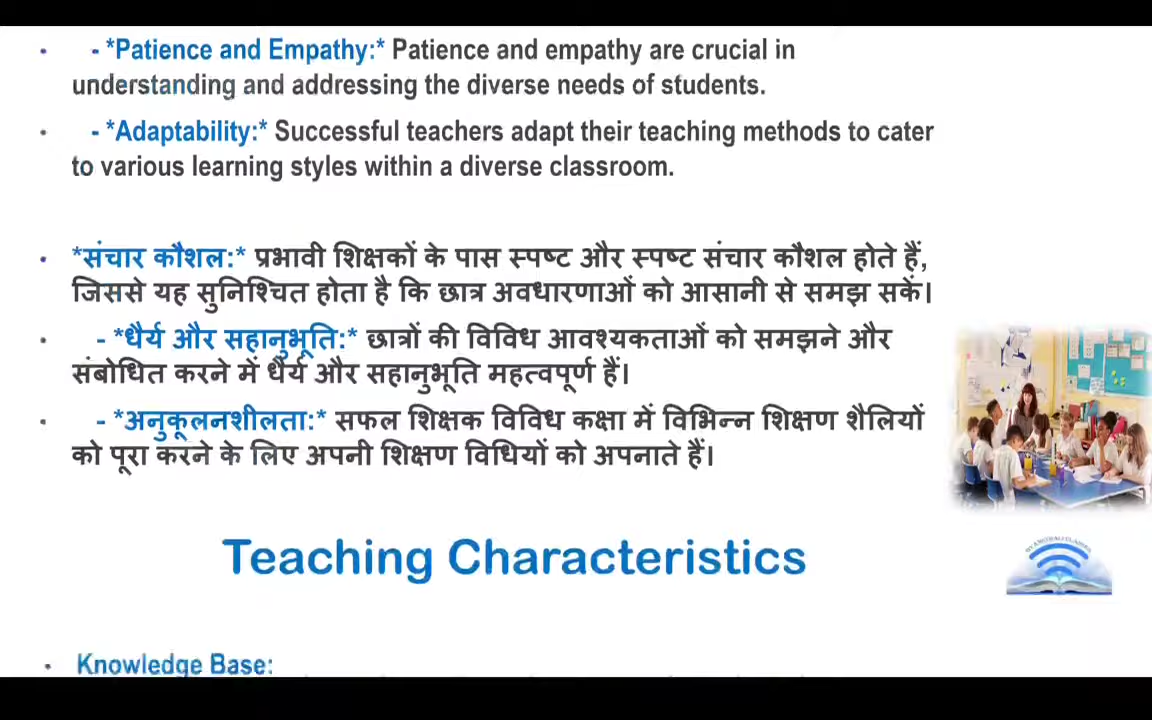 - *Patience and Empathy:* Patience and empathy are crucial in
understanding and addressing the diverse needs of students.
- *Adaptability:* Successful teachers adapt their teaching methods to cater
to various learning styles within a diverse classroom.
*संचार कौशल:* प्रभावी शिक्षकों के पास स्पष्ट और स्पष्ट संचार कौशल होते हैं,
जिससे यह सुनिश्चित होता है कि छात्र अवधारणाओं को आसानी से समझ सकें।
- *धैर्य और सहानुभूति:* छात्रों की विविध आवश्यकताओं को समझने और
संबोधित करने में धैर्य और सहानुभूति महत्वपूर्ण हैं।
- *अनुकूलनशीलता:* सफल शिक्षक विविध कक्षा में विभिन्न शिक्षण शैलियों
को पूरा करने के लिए अपनी शिक्षण विधियों को अपनाते हैं।
Teaching Characteristics
Knowledge Base: